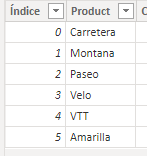 Índice Product
0 Carretera
1 Montana
2 Paseo
3 Velo
4 VTT
5 Amarilla